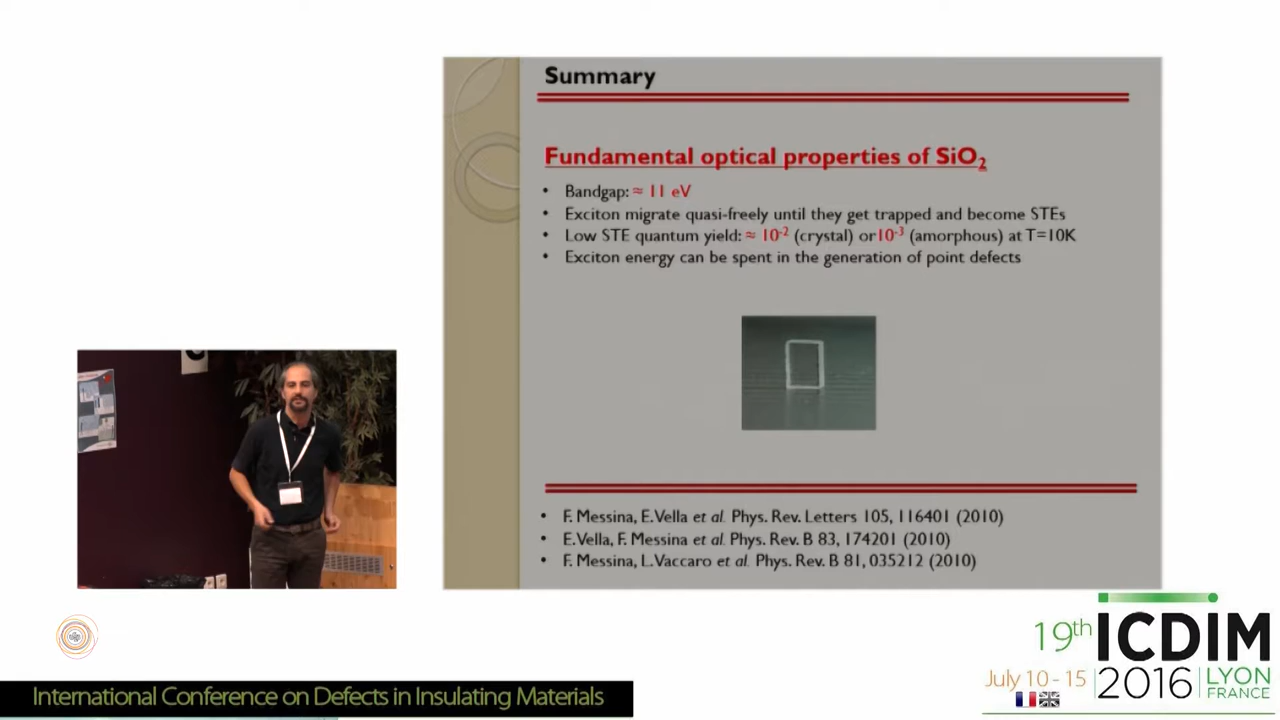 Summary
Fundamental optical properties of SiO2
• Bandgap: ≈ 11 eV
• Exciton migrate quasi-freely until they get trapped and become STEs
• Low STE quantum yield: ≈ 10-2 (crystal) or10-3 (amorphous) at T=10K
• Exciton energy can be spent in the generation of point defects
• F. Messina, E. Vella et al. Phys. Rev. Letters 105, 116401 (2010)
• E. Vella, F. Messina et al. Phys. Rev. B 83, 174201 (2010)
• F. Messina, L. Vaccaro et al. Phys. Rev. B 81, 035212 (2010)
19th ICDIM
July 10 - 15 2016 LYON
FRANCE
International Conference on Defects in Insulating Materials